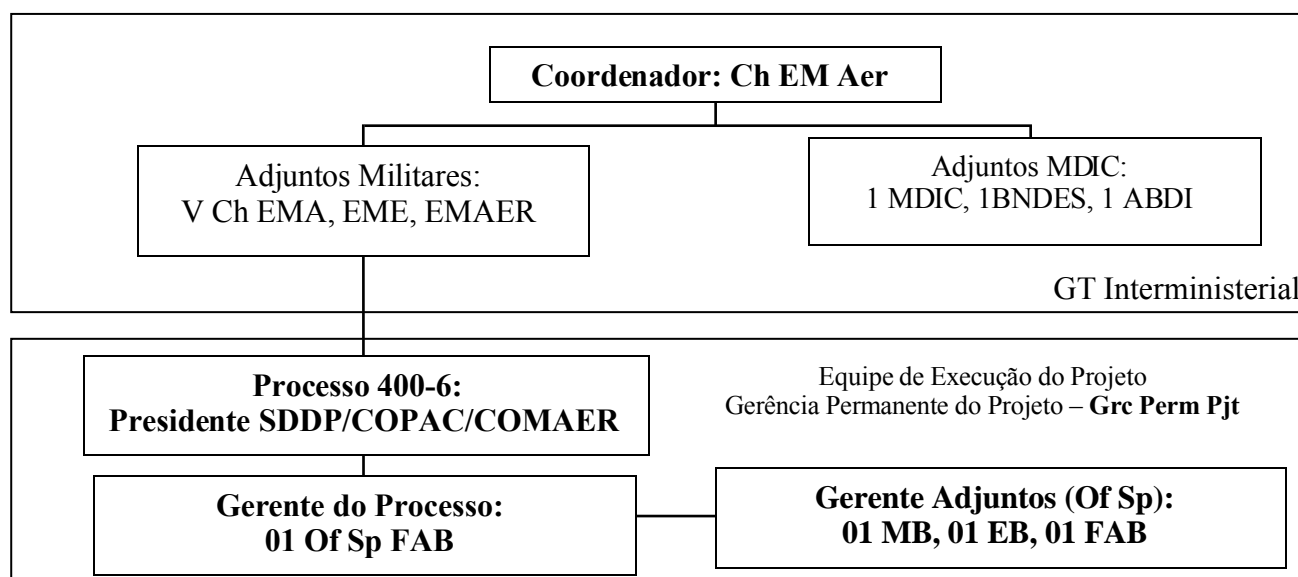 Coordenador: Ch EM Aer
Adjuntos Militares:
V Ch EMA, EME, EMAER
Adjuntos MDIC:
1 MDIC, 1BNDES, 1 ABDI
GT Interministerial
Processo 400-6:
Presidente SDDP/COPAC/COMAER
Equipe de Execução do Projeto
Gerência Permanente do Projeto – Grc Perm Pjt
Gerente do Processo:
01 Of Sp FAB
Gerente Adjuntos (Of Sp):
01 MB, 01 EB, 01 FAB